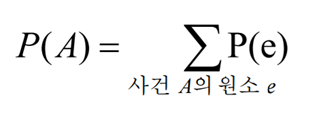 P(A) = ∑P(e)
사건 A의 원소 e